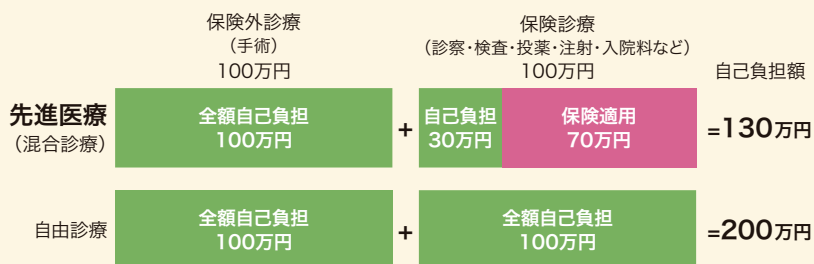 保険外診療
（手術）
100万円
保険診療
（診察・検査・投薬・注射・入院料など）
100万円
自己負担額
先進医療
（混合診療）
全額自己負担
100万円
+
自己負担
30万円
保険適用
70万円
=130万円
自由診療
全額自己負担
100万円
+
全額自己負担
100万円
=200万円